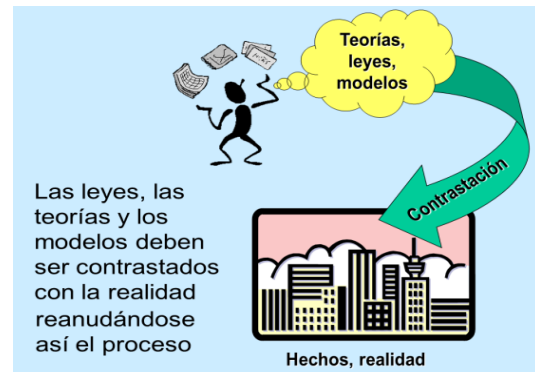 Teorías,
leyes,
modelos
Contrastación
Las leyes, las
teorías y los
modelos deben
ser contrastados
con la realidad
reanudándose
así el proceso
Hechos, realidad